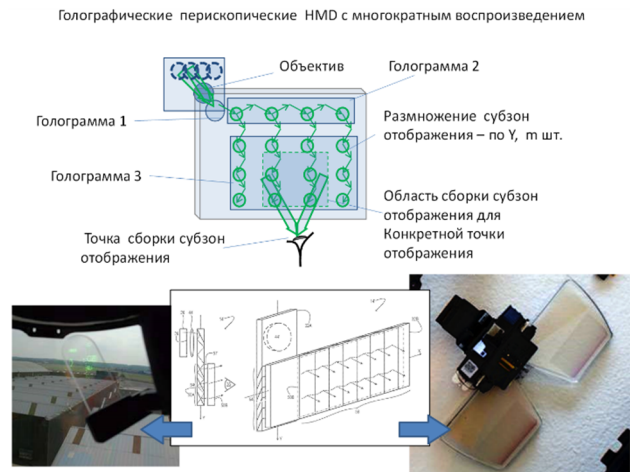 Голографические перископические HMD с многократным воспроизведением
Объектив
Голограмма 2
Голограмма 1
Размножение субзон
отображения – по Y, m шт.
Голограмма 3
Область сборки субзон
отображения для
Конкретной точки
отображения
Точка сборки субзон
отображения